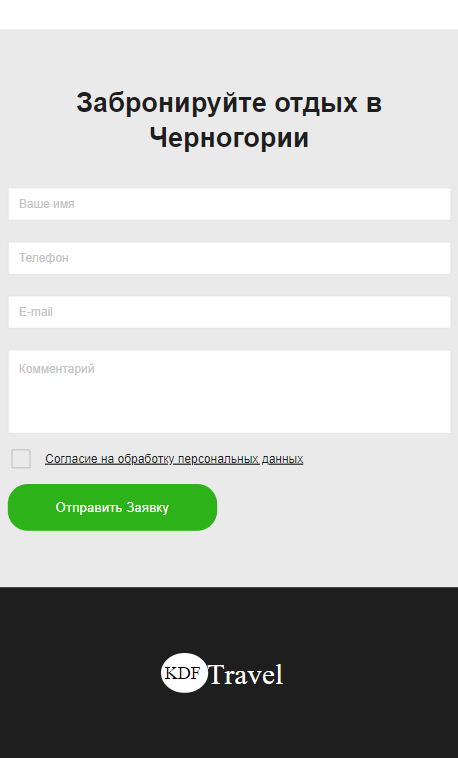 Забронируйте отдых в
Черногории
Ваше имя
Телефон
E-mail
Комментарий
Согласие на обработку персональных данных
Отправить Заявку
KDF Travel